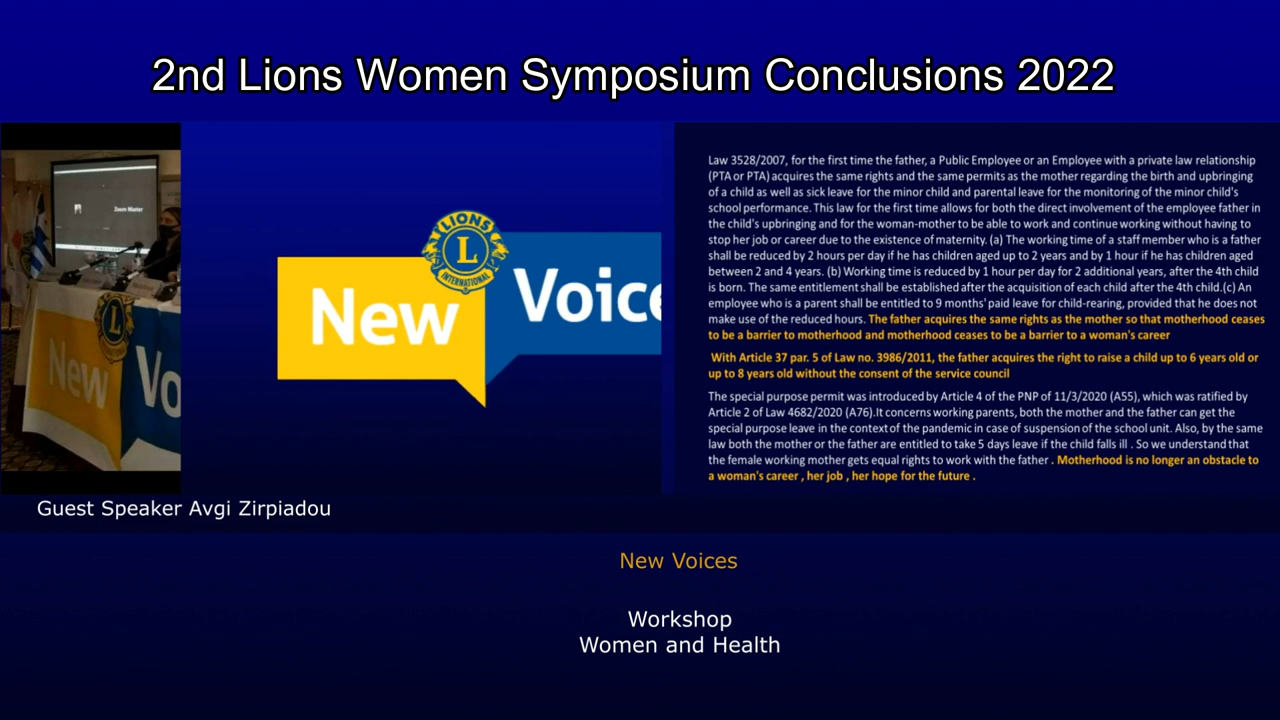 2nd Lions Women Symposium Conclusions 2022
Zoom Master
L
New
Vo
LIONS
L
INTERNATIONAL
New
Voice
Law 3528/2007, for the first time the father, a Public Employee or an Employee with a private law relationship
(PTA or PTA) acquires the same rights and the same permits as the mother regarding the birth and upbringing
of a child as well as sick leave for the minor child and parental leave for the monitoring of the minor child's
school performance. This law for the first time allows for both the direct involvement of the employee father in
the child's upbringing and for the woman-mother to be able to work and continue working without having to
stop her job or career due to the existence of maternity. (a) The working time of a staff member who is a father
shall be reduced by 2 hours per day if he has children aged up to 2 years and by 1 hour if he has children aged
between 2 and 4 years. (b) Working time is reduced by 1 hour per day for 2 additional years, after the 4th child
is born. The same entitlement shall be established after the acquisition of each child after the 4th child.(c) An
employee who is a parent shall be entitled to 9 months' paid leave for child-rearing, provided that he does not
make use of the reduced hours. The father acquires the same rights as the mother so that motherhood ceases
to be a barrier to motherhood and motherhood ceases to be a barrier to a woman's career
With Article 37 par. 5 of Law no. 3986/2011, the father acquires the right to raise a child up to 6 years old or
up to 8 years old without the consent of the service council
The special purpose permit was introduced by Article 4 of the PNP of 11/3/2020 (A55), which was ratified by
Article 2 of Law 4682/2020 (A76).It concerns working parents, both the mother and the father can get the
special purpose leave in the context of the pandemic in case of suspension of the school unit. Also, by the same
law both the mother or the father are entitled to take 5 days leave if the child falls ill . So we understand that
the female working mother gets equal rights to work with the father . Motherhood is no longer an obstacle to
a woman's career , her job , her hope for the future .
Guest Speaker Avgi Zirpiadou
New Voices
Workshop
Women and Health